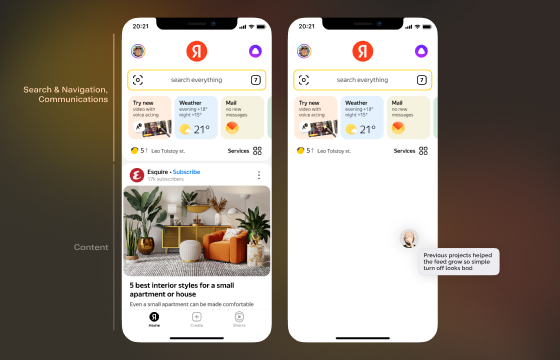 Search & Navigation,
Communications
Content
20:21
Я
search everything
7
Try new
video with
voice acting
Weather
evening +18°
night +15°
21°
Mail
no new
messages
5↑ Leo Tolstoy st.
Services
Esquire • Subscribe
17k subscribers
5 best interior styles for a small
apartment or house
Even a small apartment can be made comfortable
Home
Create
Shorts
20:21
Я
search everything
7
Try new
video with
voice acting
Weather
evening +18°
night +15°
21°
Mail
no new
messages
5↑ Leo Tolstoy st.
Services
Previous projects helped
the feed grow so simple
turn off looks bad